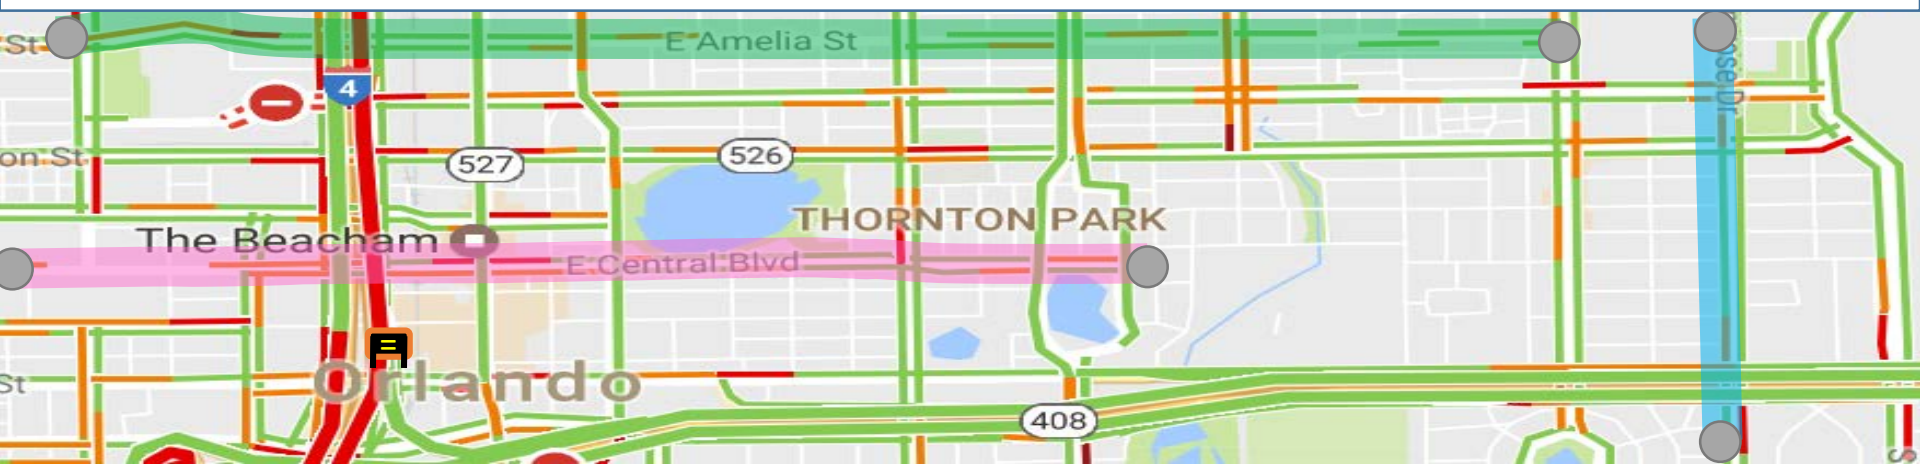 St
E Amelia St
4
on St
527
526
THORNTON PARK
The Beacham
E Central Blvd
St
Orlando
408